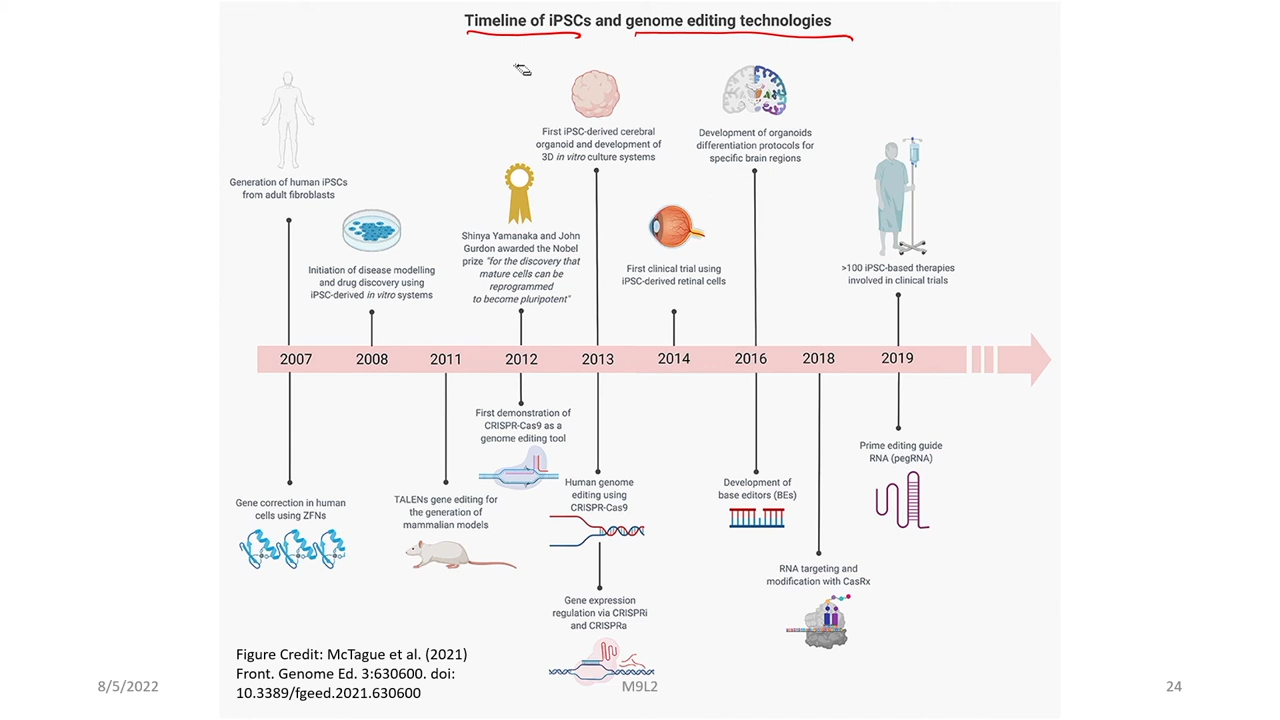 Timeline of iPSCs and genome editing technologies
Generation of human iPSCs
from adult fibroblasts
Initiation of disease modelling
and drug discovery using
iPSC-derived in vitro systems
Shinya Yamanaka and John
Gurdon awarded the Nobel
prize "for the discovery that
mature cells can be
reprogrammed
to become pluripotent"
First iPSC-derived cerebral
organoid and development of
3D in vitro culture systems
First clinical trial using
iPSC-derived retinal cells
Development of organoids
differentiation protocols for
specific brain regions
>100 iPSC-based therapies
involved in clinical trials
2007 2008 2011 2012 2013 2014 2016 2018 2019
Gene correction in human
cells using ZFNs
TALENs gene editing for
the generation of
mammalian models
First demonstration of
CRISPR-Cas9 as a
genome editing tool
Human genome
editing using
CRISPR-Cas9
Gene expression
regulation via CRISPRi
and CRISPRa
Development of
base editors (BEs)
RNA targeting and
modification with CasRx
Prime editing guide
RNA (pegRNA)
Figure Credit: McTague et al. (2021)
Front. Genome Ed. 3:630600. doi:
10.3389/fgeed.2021.630600
8/5/2022
M9L2
24